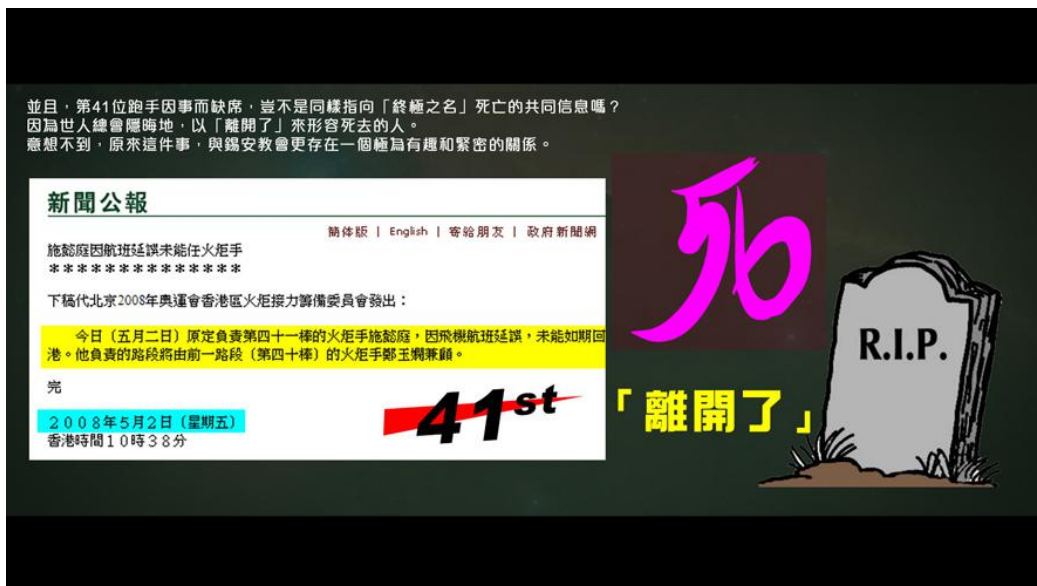 並且，第41位跑手因事而缺席，豈不是同樣指向「終極之名」死亡的共同信息嗎？
因為世人總會隱晦地，以「離開了」來形容死去的人。
意想不到，原來這件事，與錫安教會更存在一個極為有趣和緊密的關係。
新聞公報
簡体版 | English | 寄給朋友 | 政府新聞網
施懿庭因航班延誤未能任火炬手
＊＊＊＊＊＊＊＊＊＊＊＊＊＊
下稿代北京2008年奧運會香港區火炬接力籌備委員會發出：
今日（五月二日）原定負責第四十一棒的火炬手施懿庭，因飛機航班延誤，未能如期回
港。他負責的路段將由前一路段（第四十棒）的火炬手鄭玉嫻兼顧。
完
２００８年５月２日（星期五）
香港時間１０時３８分
41st
「離開了」
R.I.P.